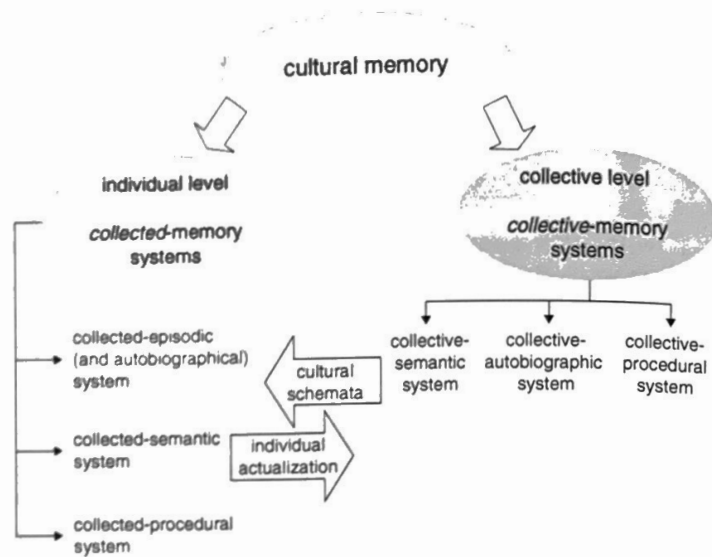 cultural memory
individual level
collected-memory
systems
collective level
collective-memory
systems
collected-episodic
(and autobiographical)
system
collected-semantic
system
collected-procedural
system
cultural
schemata
individual
actualization
collective-
semantic
system
collective-
autobiographic
system
collective-
procedural
system